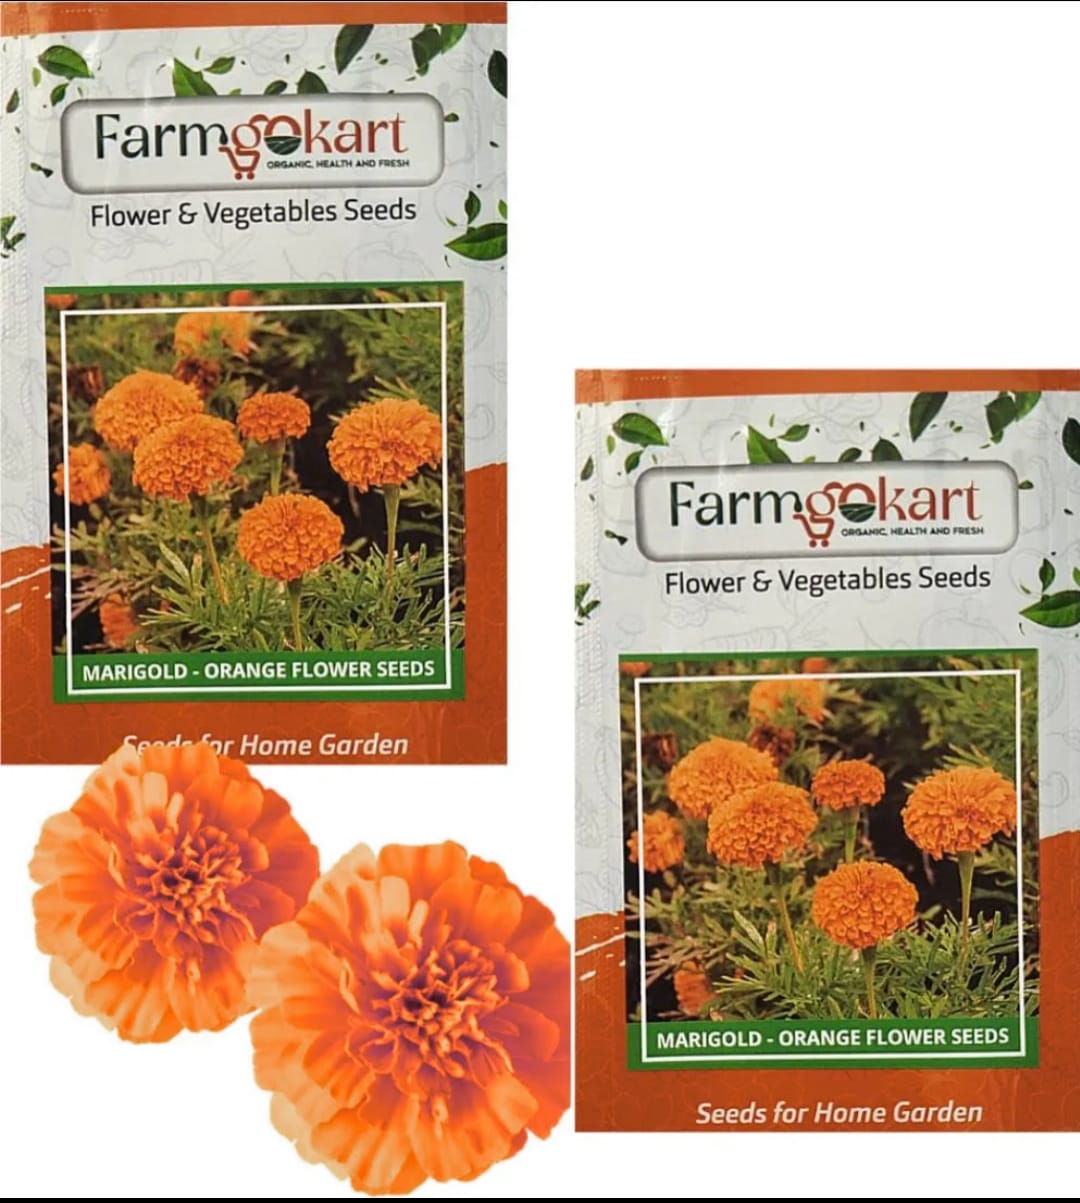 Farmgokart
ORGANIC, HEALTH AND FRESH
Flower & Vegetables Seeds
MARIGOLD - ORANGE FLOWER SEEDS
Seeds for Home Garden
Farmgokart
ORGANIC, HEALTH AND FRESH
Flower & Vegetables Seeds
MARIGOLD - ORANGE FLOWER SEEDS
Seeds for Home Garden